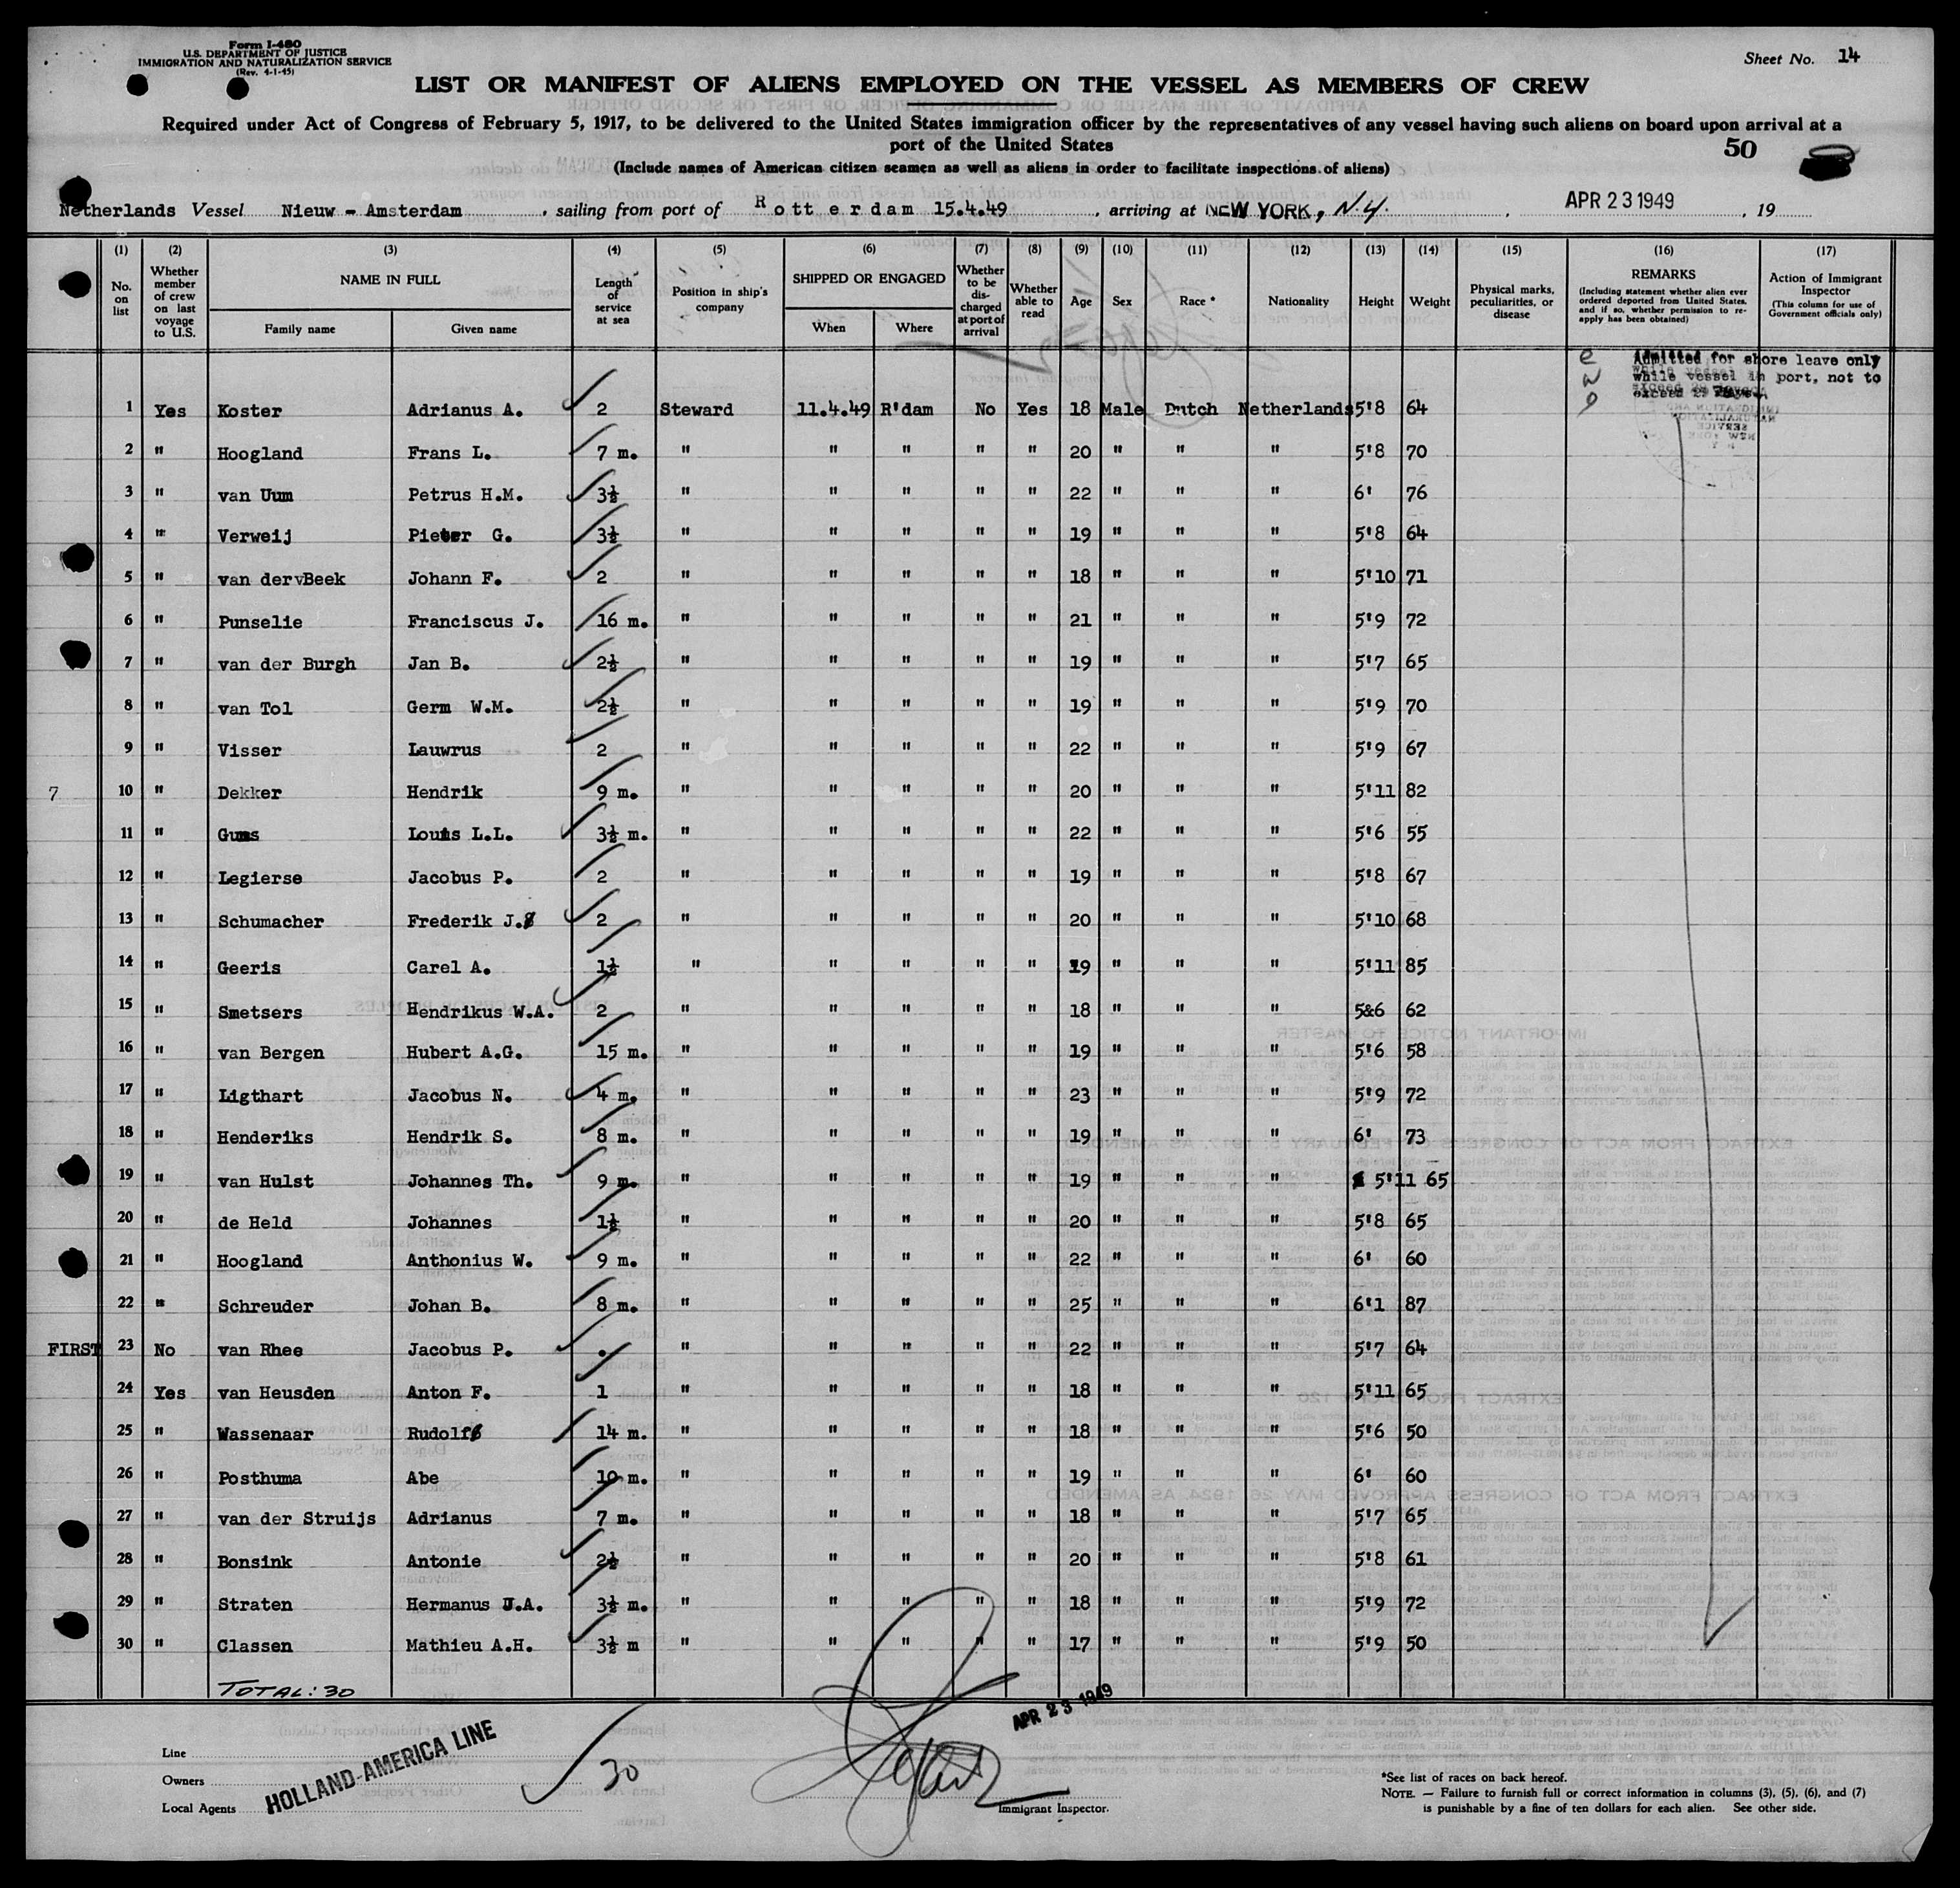 Form I-480
U.S. DEPARTMENT OF JUSTICE
IMMIGRATION AND NATURALIZATION SERVICE
(Rev. 4-1-45)
Sheet No. 14
LIST OR MANIFEST OF ALIENS EMPLOYED ON THE VESSEL AS MEMBERS OF CREW
Required under Act of Congress of February 5, 1917, to be delivered to the United States immigration officer by the representatives of any vessel having such aliens on board upon arrival at a
port of the United States
50
(Include names of American citizen seamen as well as aliens in order to facilitate inspections of aliens)
Netherlands Vessel Nieuw - Amsterdam , sailing from port of Rotterdam 15.4.49 , arriving at NEW YORK, N.Y. , APR 23 1949 , 19
(1) (2) (3) (4) (5) (6) (7) (8) (9) (10) (11) (12) (13) (14) (15) (16) (17)
No. on list Whether member of crew on last voyage to U.S. NAME IN FULL Family name Given name Length of service at sea Position in ship's company SHIPPED OR ENGAGED When Where Whether to be discharged at port of arrival Whether able to read Age Sex Race * Nationality Height Weight Physical marks, peculiarities, or disease REMARKS (Including statement whether alien ever ordered deported from United States, and if so, whether permission to reapply has been obtained) Action of Immigrant Inspector (This column for use of Government officials only)
Admitted for shore leave only
while vessel in port, not to
exceed 29 days.
1 Yes Koster Adrianus A. 2 Steward 11.4.49 R'dam No Yes 18 Male Dutch Netherlands 5'8 64
2 " Hoogland Frans L. 7 m. " " " " " 20 " " " 5'8 70
3 " van Uum Petrus H.M. 3½ " " " " " 22 " " " 6' 76
4 " Verweij Pieter G. 3½ " " " " " 19 " " " 5'8 64
5 " van der Beek Johann F. 2 " " " " " 18 " " " 5'10 71
6 " Punselie Franciscus J. 16 m. " " " " " 21 " " " 5'9 72
7 " van der Burgh Jan B. 2½ " " " " " 19 " " " 5'7 65
8 " van Tol Germ W.M. 2½ " " " " " 19 " " " 5'9 70
9 " Visser Lauwrus 2 " " " " " 22 " " " 5'9 67
7 10 " Dekker Hendrik 9 m. " " " " " 20 " " " 5'11 82
11 " Gums Louis L.L. 3½ m. " " " " " 22 " " " 5'6 55
12 " Legierse Jacobus P. 2 " " " " " 19 " " " 5'8 67
13 " Schumacher Frederik J. 2 " " " " " 20 " " " 5'10 68
14 " Geeris Carel A. 1½ " " " " " 19 " " " 5'11 85
15 " Smetsers Hendrikus W.A. 2 " " " " " 18 " " " 5&6 62
16 " van Bergen Hubert A.G. 15 m. " " " " " 19 " " " 5'6 58
17 " Ligthart Jacobus N. 4 m. " " " " " 23 " " " 5'9 72
18 " Henderiks Hendrik S. 8 m. " " " " " 19 " " " 6' 73
19 " van Hulst Johannes Th. 9 m. " " " " " 19 " " " 5'11 65
20 " de Held Johannes 1½ " " " " " 20 " " " 5'8 65
21 " Hoogland Anthonius W. 9 m. " " " " " 22 " " " 6' 60
22 " Schreuder Johan B. 8 m. " " " " " 25 " " " 6'1 87
FIRST 23 No van Rhee Jacobus P. . " " " " " 22 " " " 5'7 64
24 Yes van Heusden Anton F. 1 " " " " " 18 " " " 5'11 65
25 " Wassenaar Rudolf 14 m. " " " " " 18 " " " 5'6 50
26 " Posthuma Abe 10 m. " " " " " 19 " " " 6' 60
27 " van der Struijs Adrianus 7 m. " " " " " 18 " " " 5'7 65
28 " Bonsink Antonie 2½ " " " " " 20 " " " 5'8 61
29 " Straten Hermanus J.A. 3½ m. " " " " " 18 " " " 5'9 72
30 " Classen Mathieu A.H. 3½ m " " " " " 17 " " " 5'9 50
TOTAL: 30
APR 23 1949
Line
Owners
Local Agents
HOLLAND-AMERICA LINE
30
Immigrant Inspector.
*See list of races on back hereof.
NOTE. — Failure to furnish full or correct information in columns (3), (5), (6), and (7)
is punishable by a fine of ten dollars for each alien. See other side.